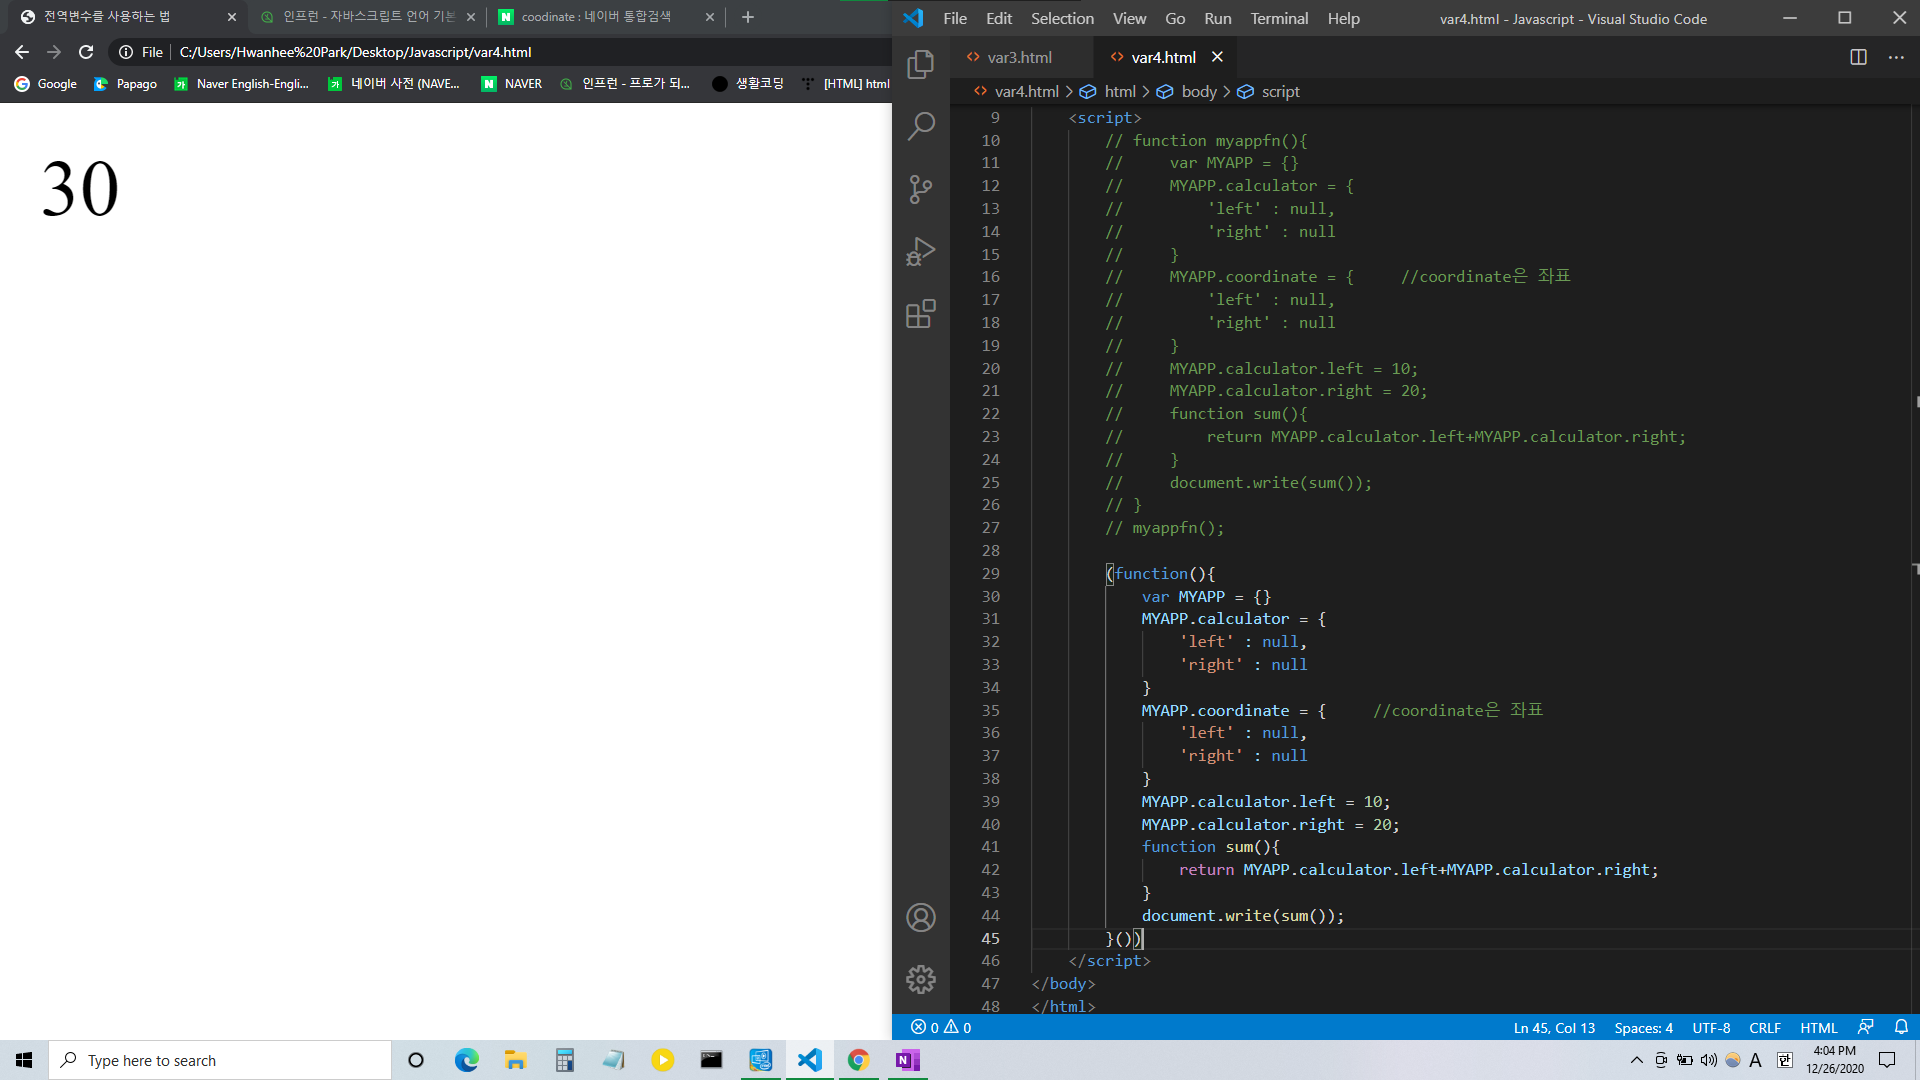 전역변수를 사용하는 법
인프런 - 자바스크립트 언어 기본
coodinate : 네이버 통합검색
File
C:/Users/Hwanhee%20Park/Desktop/Javascript/var4.html
Google
Papago
Naver English-Engli...
네이버 사전 (NAVE...
NAVER
인프런 - 프로가 되...
생활코딩
[HTML] html
30
File Edit Selection View Go Run Terminal Help
var4.html - Javascript - Visual Studio Code
var3.html
var4.html
var4.html > html > body > script
9 <script>
10 // function myappfn(){
11 // var MYAPP = {}
12 // MYAPP.calculator = {
13 // 'left' : null,
14 // 'right' : null
15 // }
16 // MYAPP.coordinate = { //coordinate은 좌표
17 // 'left' : null,
18 // 'right' : null
19 // }
20 // MYAPP.calculator.left = 10;
21 // MYAPP.calculator.right = 20;
22 // function sum(){
23 // return MYAPP.calculator.left+MYAPP.calculator.right;
24 // }
25 // document.write(sum());
26 // }
27 // myappfn();
28
29 (function(){
30 var MYAPP = {}
31 MYAPP.calculator = {
32 'left' : null,
33 'right' : null
34 }
35 MYAPP.coordinate = { //coordinate은 좌표
36 'left' : null,
37 'right' : null
38 }
39 MYAPP.calculator.left = 10;
40 MYAPP.calculator.right = 20;
41 function sum(){
42 return MYAPP.calculator.left+MYAPP.calculator.right;
43 }
44 document.write(sum());
45 }())
46 </script>
47 </body>
48 </html>
0 0
Ln 45, Col 13
Spaces: 4
UTF-8
CRLF
HTML
Type here to search
A
한
4:04 PM
12/26/2020